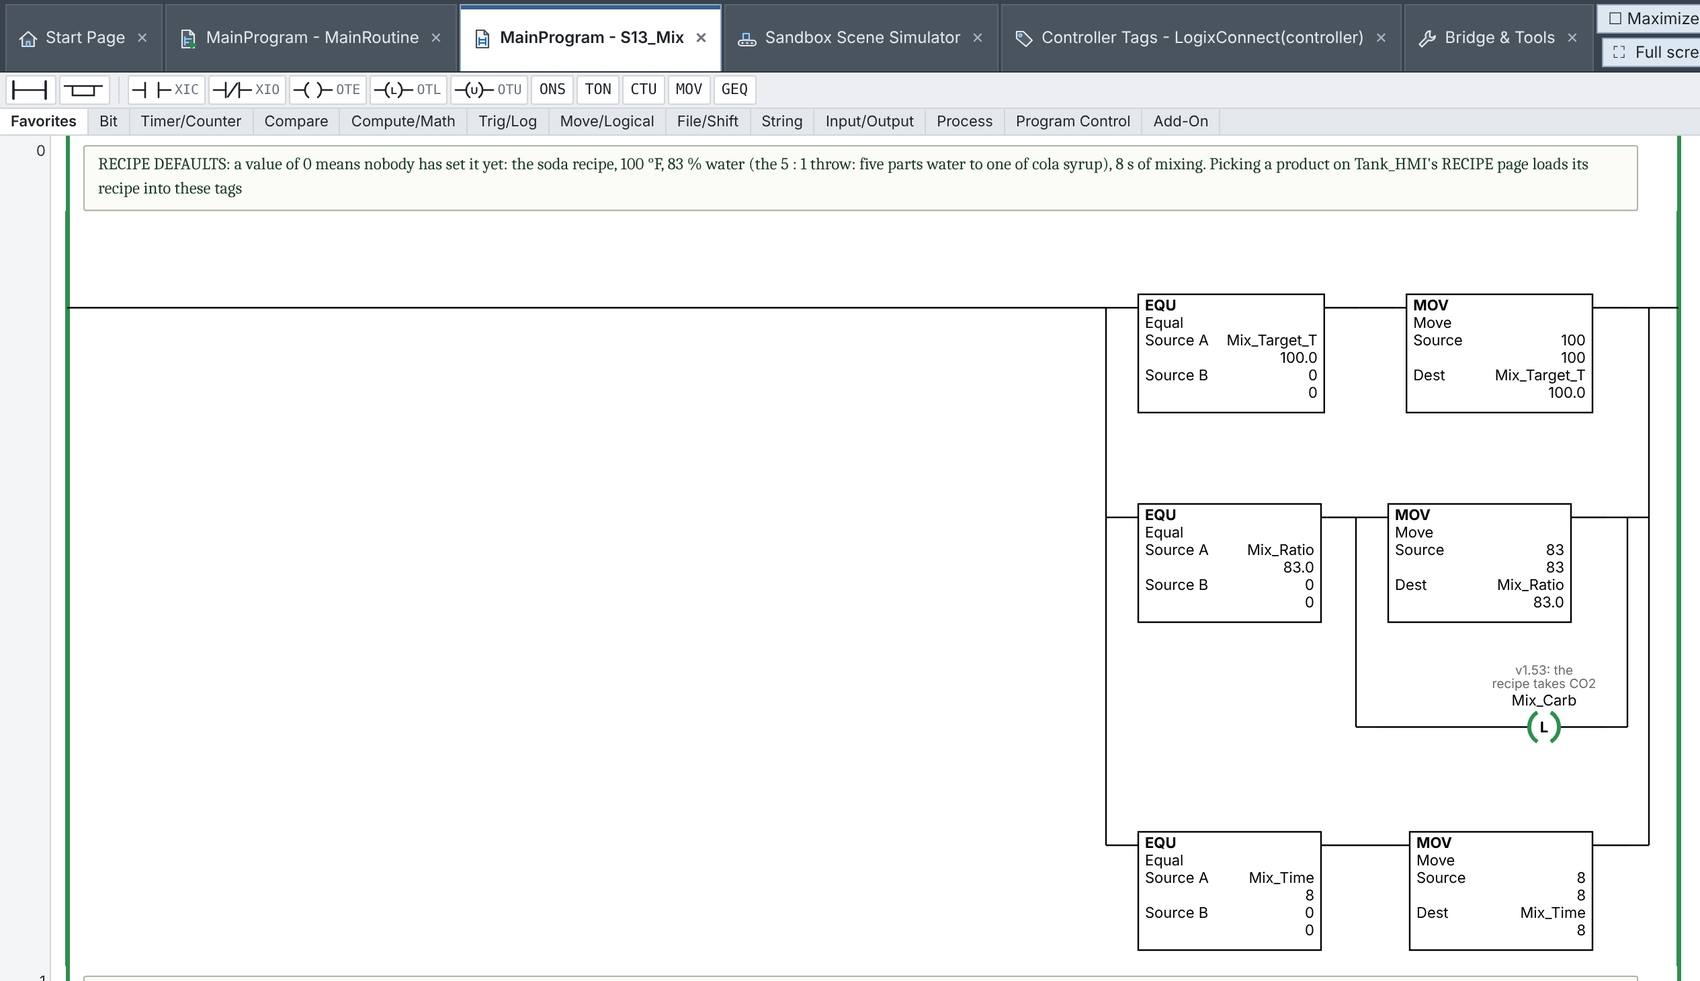 Start Page ×
MainProgram - MainRoutine ×
MainProgram - S13_Mix ×
Sandbox Scene Simulator ×
Controller Tags - LogixConnect(controller) ×
Bridge & Tools ×
Maximize
Full scre
XIC XIO OTE L OTL U OTU ONS TON CTU MOV GEQ
Favorites Bit Timer/Counter Compare Compute/Math Trig/Log Move/Logical File/Shift String Input/Output Process Program Control Add-On
0
RECIPE DEFAULTS: a value of 0 means nobody has set it yet: the soda recipe, 100 °F, 83 % water (the 5 : 1 throw: five parts water to one of cola syrup), 8 s of mixing. Picking a product on Tank_HMI's RECIPE page loads its
recipe into these tags
EQU
Equal
Source A Mix_Target_T
100.0
Source B 0
0
MOV
Move
Source 100
100
Dest Mix_Target_T
100.0
EQU
Equal
Source A Mix_Ratio
83.0
Source B 0
0
MOV
Move
Source 83
83
Dest Mix_Ratio
83.0
v1.53: the
recipe takes CO2
Mix_Carb
L
EQU
Equal
Source A Mix_Time
8
Source B 0
0
MOV
Move
Source 8
8
Dest Mix_Time
8
1